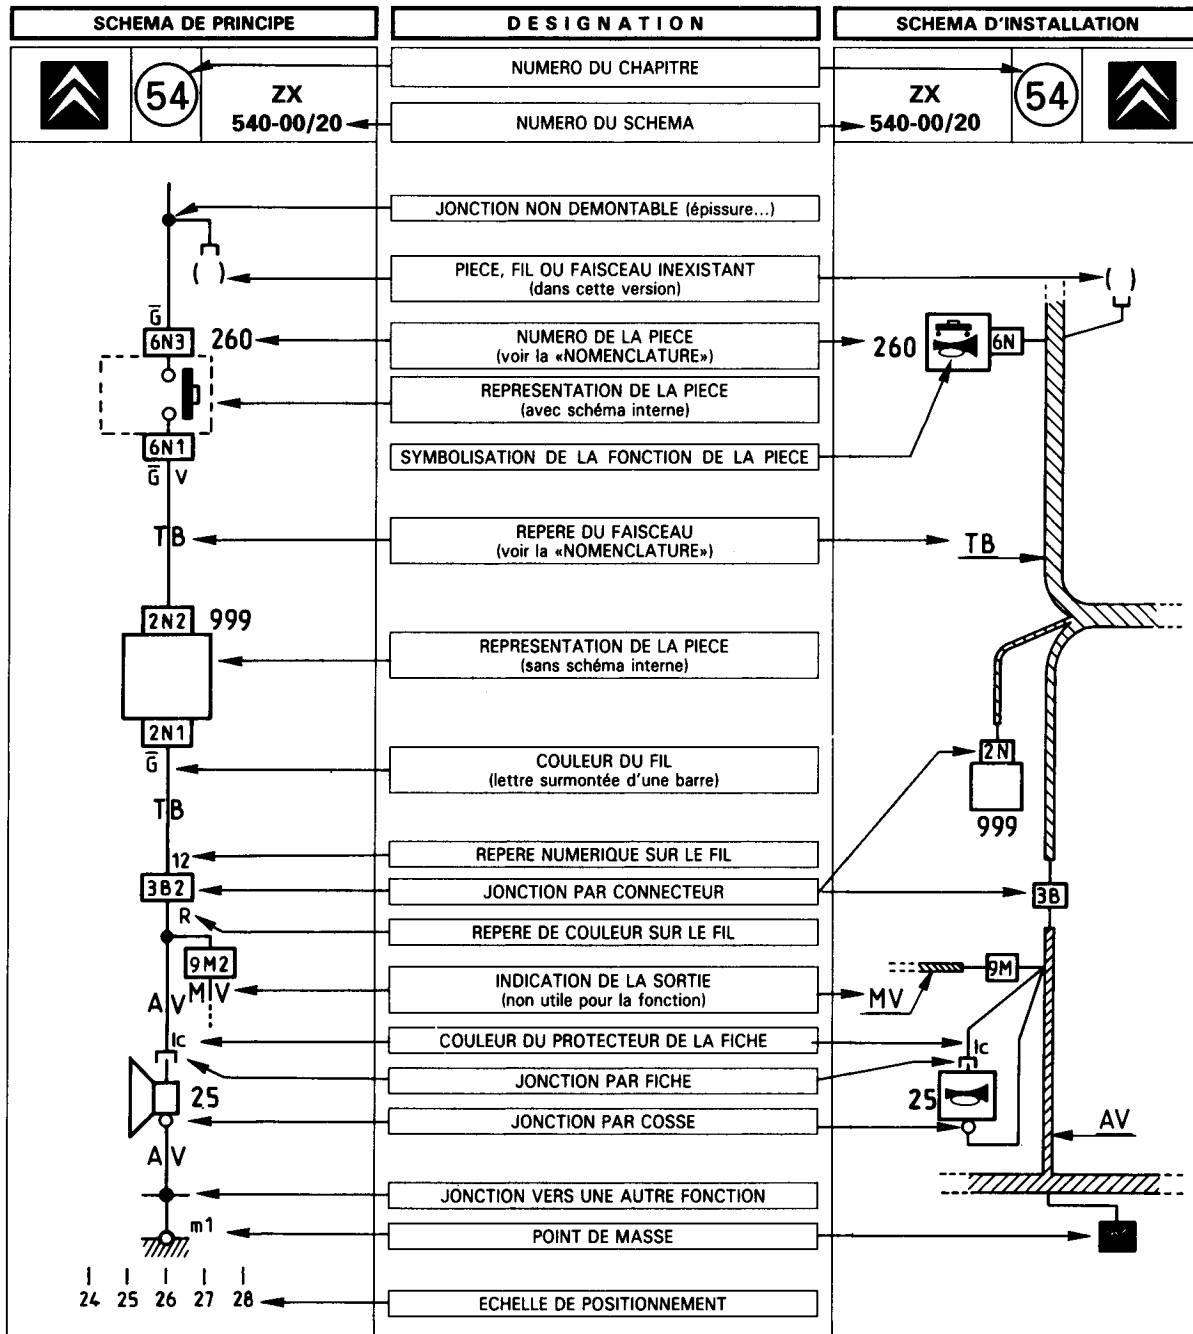 SCHEMA DE PRINCIPE
DESIGNATION
SCHEMA D'INSTALLATION
54
ZX
540-00/20
NUMERO DU CHAPITRE
NUMERO DU SCHEMA
ZX
540-00/20
54
JONCTION NON DEMONTABLE (épissure...)
( )
PIECE, FIL OU FAISCEAU INEXISTANT
(dans cette version)
( )
G̅
6N3
260
NUMERO DE LA PIECE
(voir la «NOMENCLATURE»)
260
6N
REPRESENTATION DE LA PIECE
(avec schéma interne)
6N1
G̅ V
SYMBOLISATION DE LA FONCTION DE LA PIECE
TB
REPERE DU FAISCEAU
(voir la «NOMENCLATURE»)
TB
2N2
999
REPRESENTATION DE LA PIECE
(sans schéma interne)
2N1
G̅
COULEUR DU FIL
(lettre surmontée d'une barre)
2N
999
TB
12
REPERE NUMERIQUE SUR LE FIL
3B2
JONCTION PAR CONNECTEUR
3B
R
REPERE DE COULEUR SUR LE FIL
9M2
MV
INDICATION DE LA SORTIE
(non utile pour la fonction)
9M
MV
AV
Ic
COULEUR DU PROTECTEUR DE LA FICHE
Ic
JONCTION PAR FICHE
25
25
JONCTION PAR COSSE
AV
AV
JONCTION VERS UNE AUTRE FONCTION
m1
POINT DE MASSE
24 25 26 27 28
ECHELLE DE POSITIONNEMENT